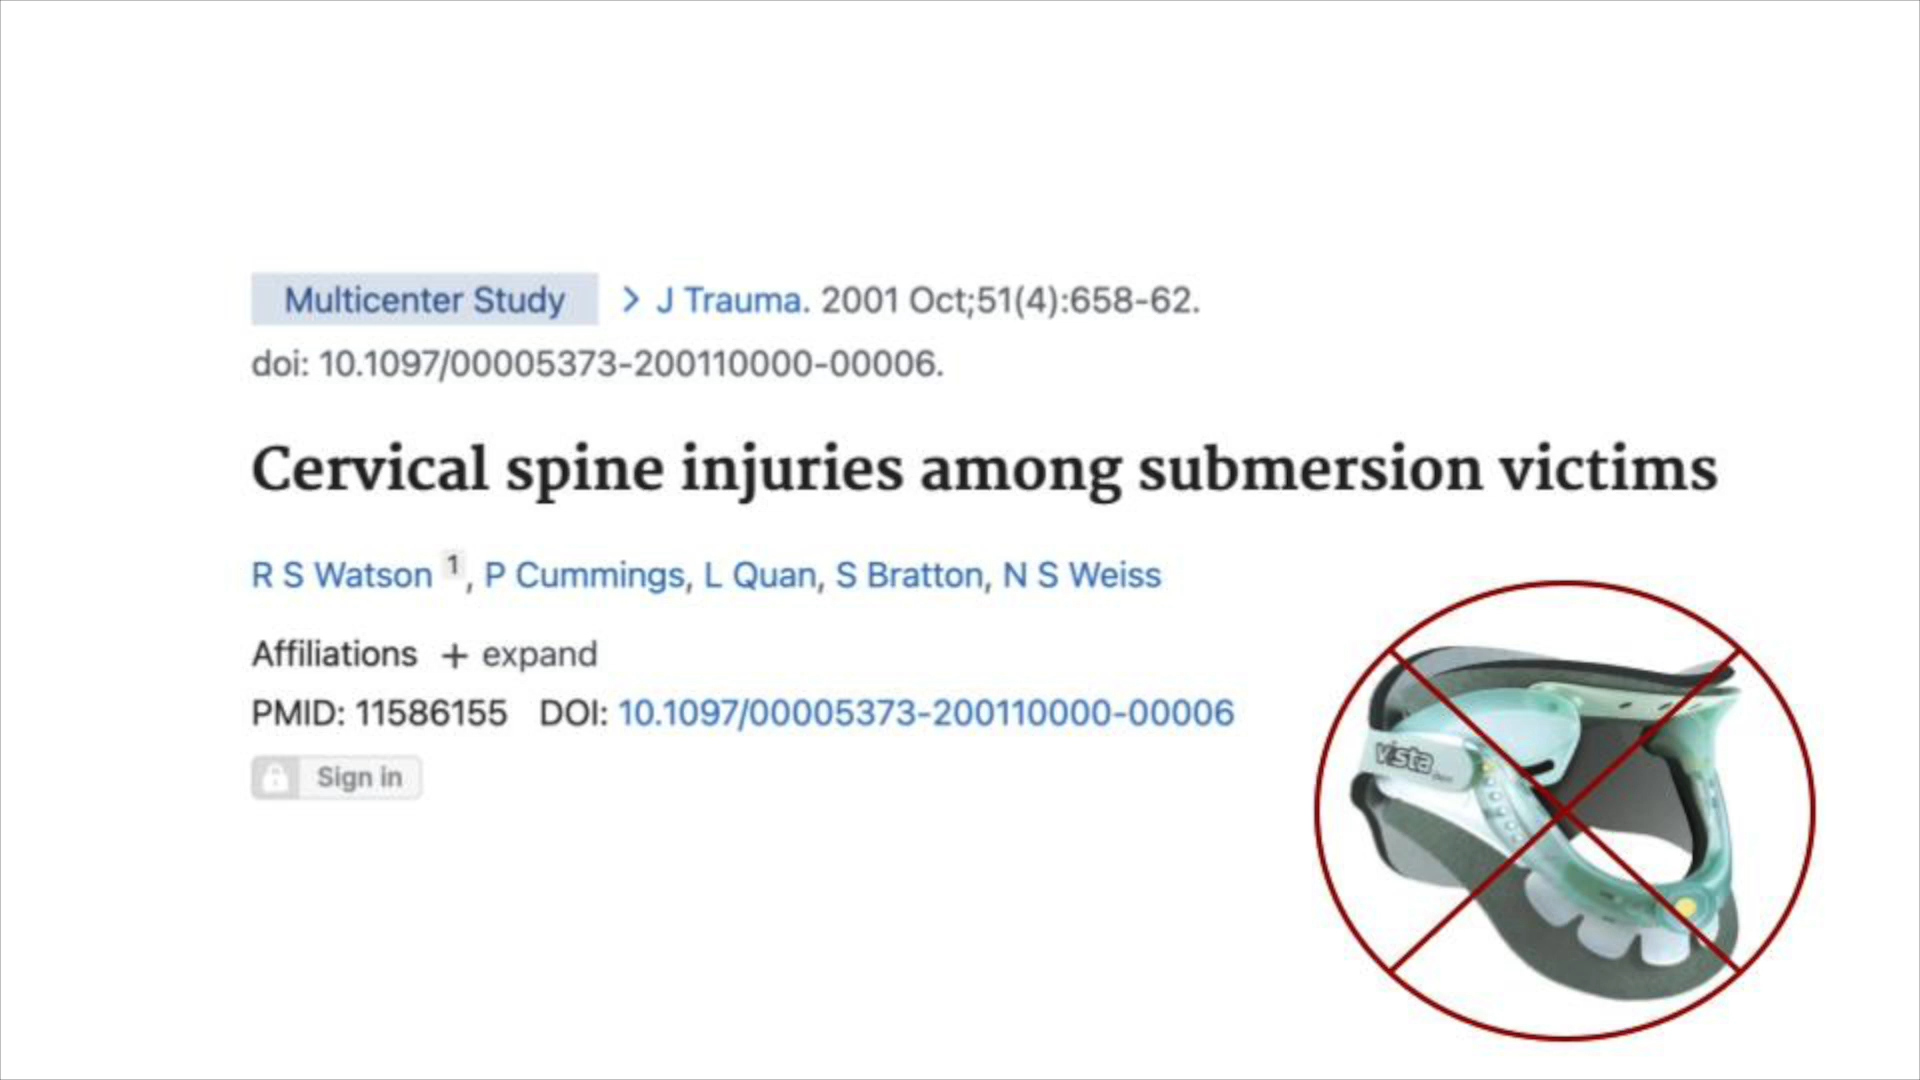 Multicenter Study > J Trauma. 2001 Oct;51(4):658-62.
doi: 10.1097/00005373-200110000-00006.
Cervical spine injuries among submersion victims
R S Watson 1, P Cummings, L Quan, S Bratton, N S Weiss
Affiliations + expand
PMID: 11586155 DOI: 10.1097/00005373-200110000-00006
Sign in
vista